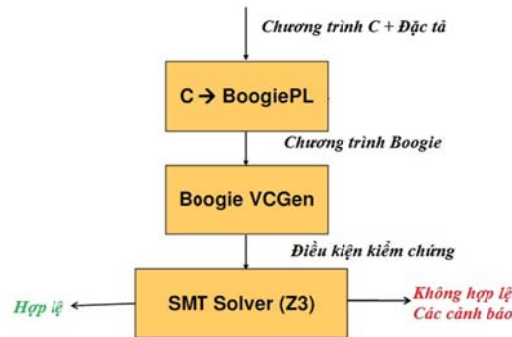 Chương trình C + Đặc tả
C → BoogiePL
Chương trình Boogie
Boogie VCGen
Điều kiện kiểm chứng
Hợp lệ
SMT Solver (Z3)
Không hợp lệ
Các cảnh báo